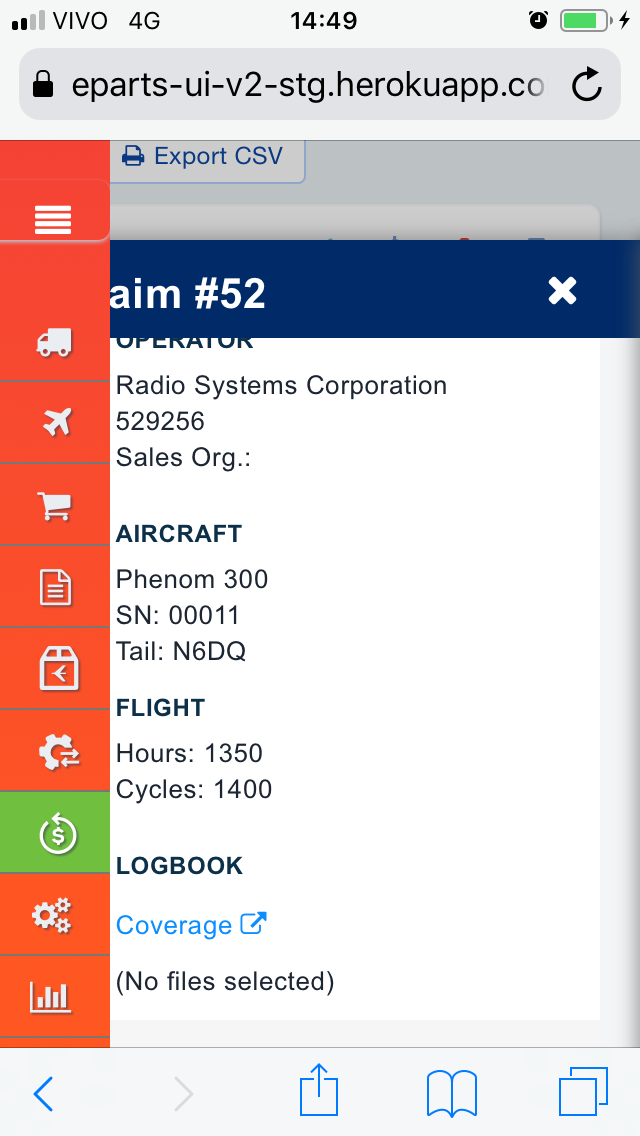 VIVO 4G 14:49
eparts-ui-v2-stg.herokuapp.co
Export CSV
aim #52
OPERATOR
Radio Systems Corporation
529256
Sales Org.:
AIRCRAFT
Phenom 300
SN: 00011
Tail: N6DQ
FLIGHT
Hours: 1350
Cycles: 1400
LOGBOOK
Coverage
(No files selected)